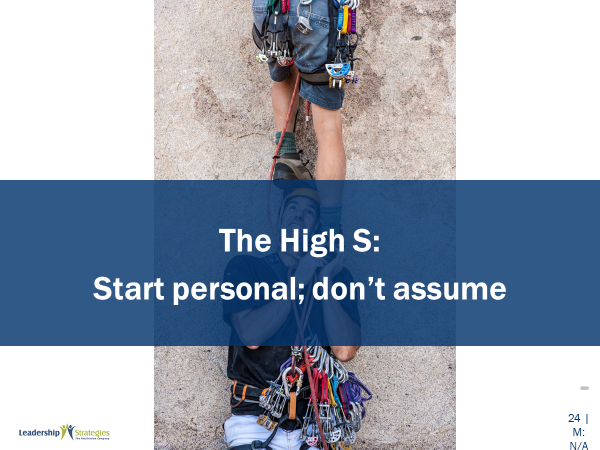 The High S:
Start personal; don’t assume
Leadership Strategies
The Facilitation Company
24 |
M:
N/A